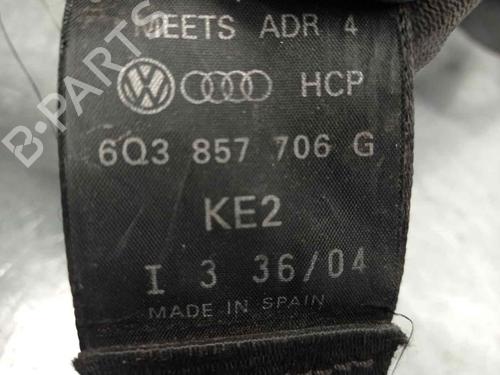 MEETS ADR 4
HCP
6Q3 857 706 G
KE2
I 3 36/04
MADE IN SPAIN
B-PARTS